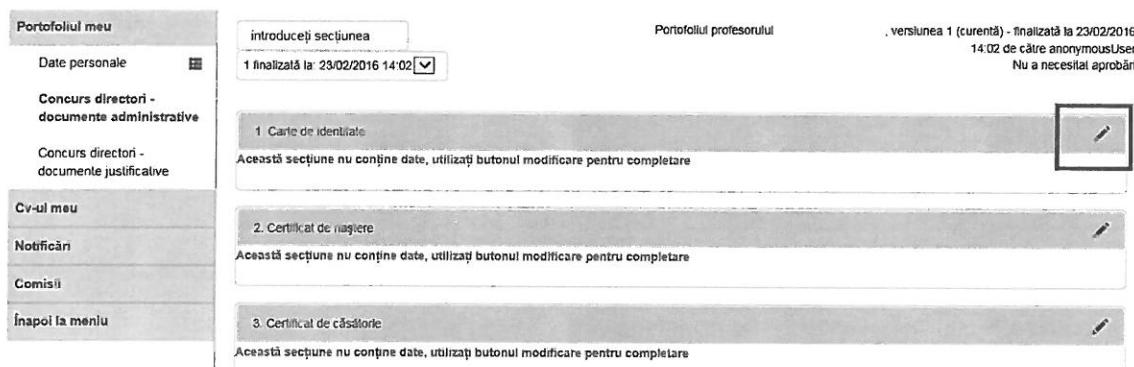 Portofoliul meu
Date personale
Concurs directori -
documente administrative
Concurs directori -
documente justificative
Cv-ul meu
Notificări
Comisii
Înapoi la meniu
introduceți secțiunea
1 finalizată la: 23/02/2016 14:02
Portofoliul profesorului
, versiunea 1 (curentă) - finalizată la 23/02/2016
14:02 de către anonymousUser
Nu a necesitat aprobări
1 Carte de identitate
Această secțiune nu conține date, utilizați butonul modificare pentru completare
2. Certificat de naștere
Această secțiune nu conține date, utilizați butonul modificare pentru completare
3. Certificat de căsătorie
Această secțiune nu conține date, utilizați butonul modificare pentru completare